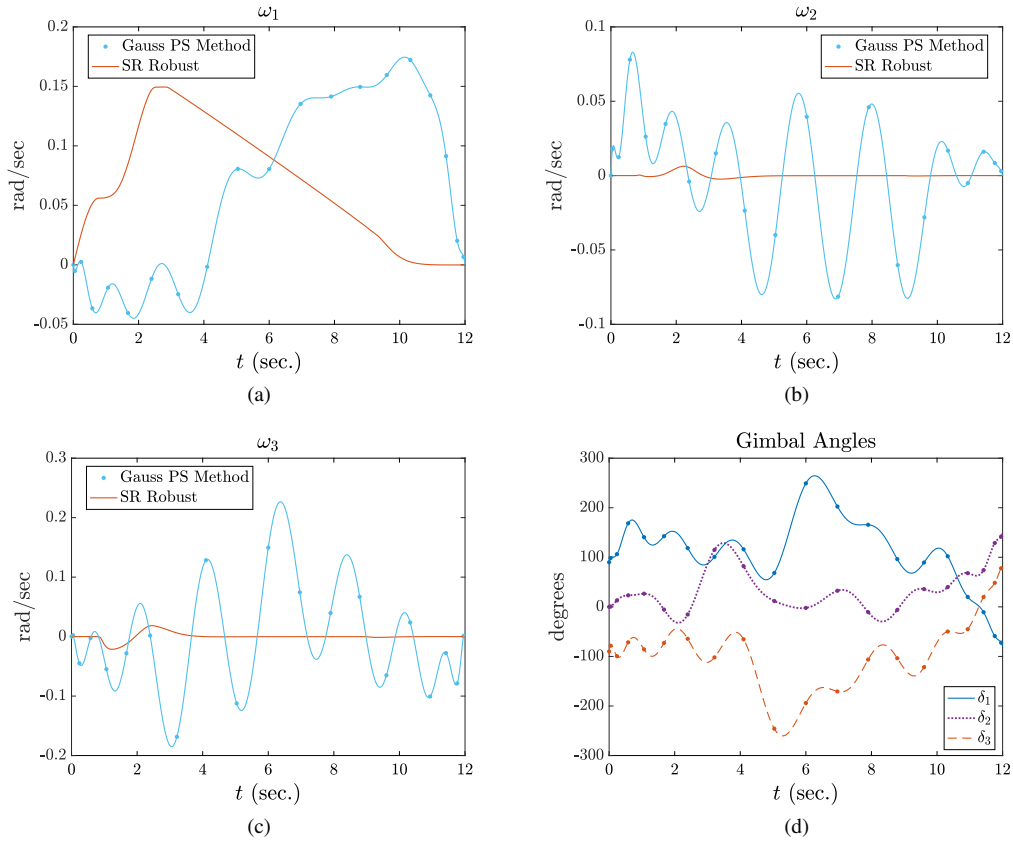 ω₁
0.2
0.15
0.1
0.05
0
-0.05
rad/sec
Gauss PS Method
SR Robust
0 2 4 6 8 10 12
t (sec.)
(a)
ω₂
0.1
0.05
0
-0.05
-0.1
rad/sec
Gauss PS Method
SR Robust
0 2 4 6 8 10 12
t (sec.)
(b)
ω₃
0.3
0.2
0.1
0
-0.1
-0.2
rad/sec
Gauss PS Method
SR Robust
0 2 4 6 8 10 12
t (sec.)
(c)
Gimbal Angles
300
200
100
0
-100
-200
-300
degrees
δ₁
δ₂
δ₃
0 2 4 6 8 10 12
t (sec.)
(d)